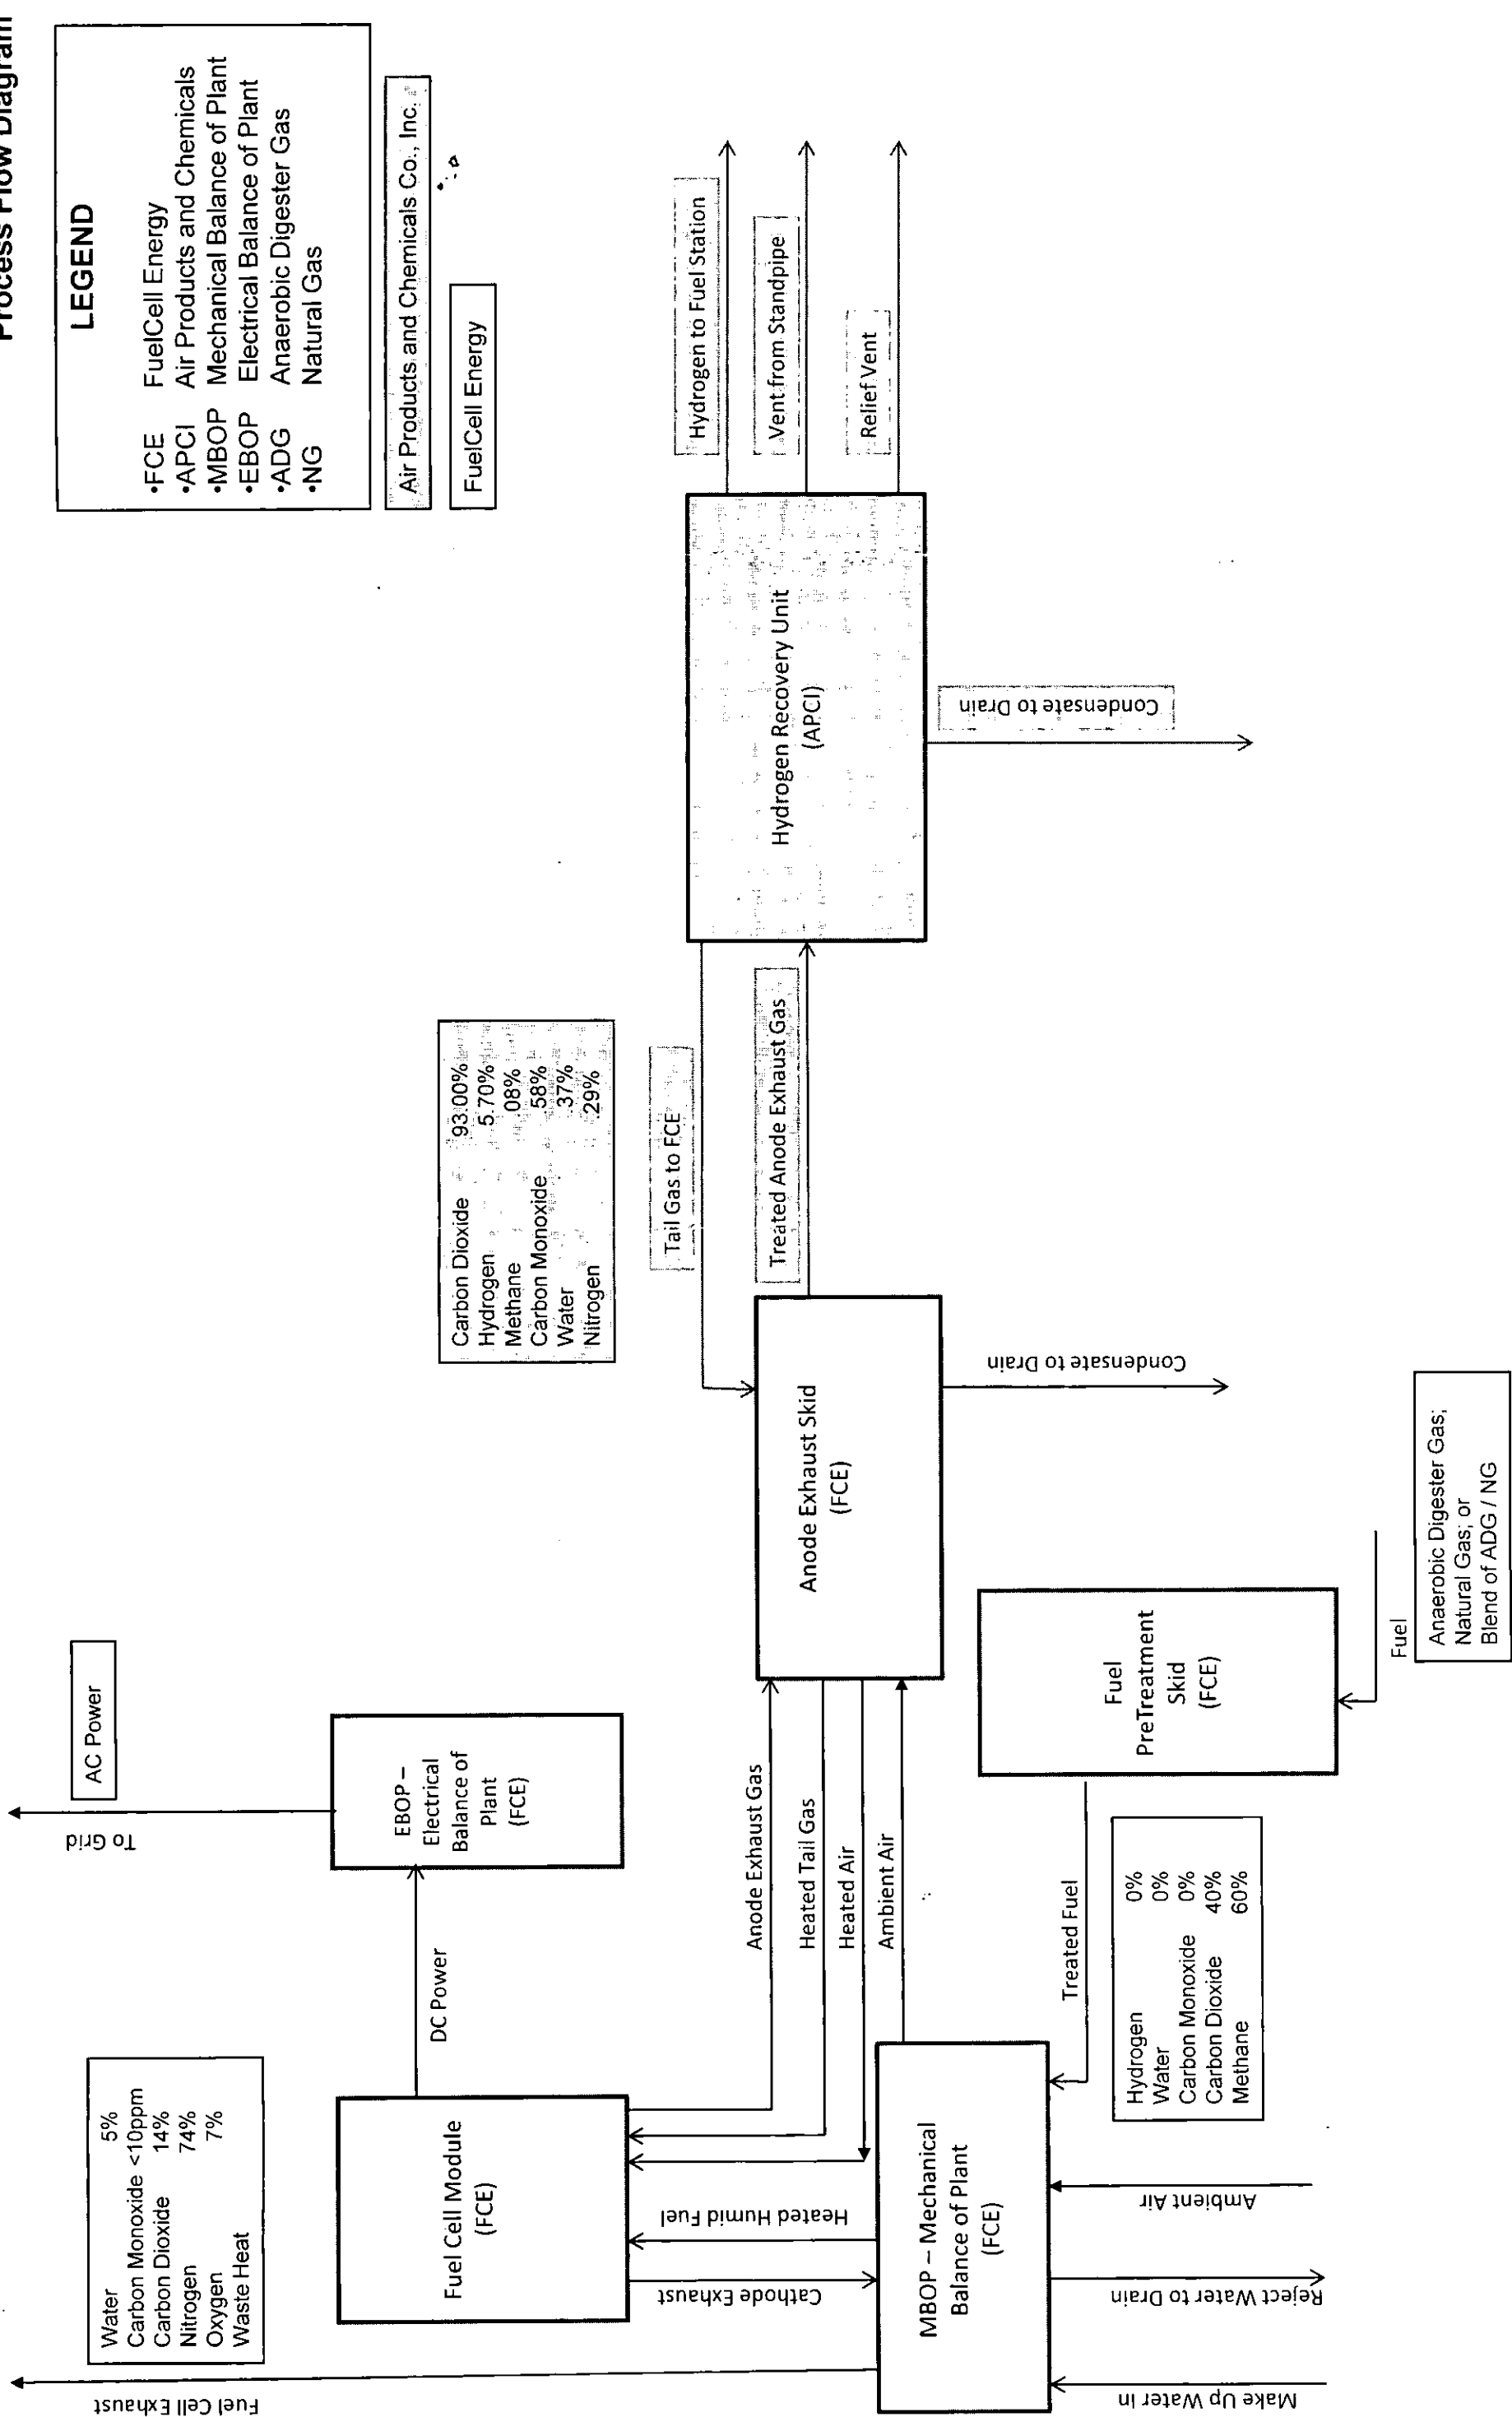 Process Flow Diagram
LEGEND
•FCE FuelCell Energy
•APCI Air Products and Chemicals
•MBOP Mechanical Balance of Plant
•EBOP Electrical Balance of Plant
•ADG Anaerobic Digester Gas
•NG Natural Gas
Air Products and Chemicals Co., Inc.
FuelCell Energy
Fuel Cell Exhaust
Water 5%
Carbon Monoxide <10ppm
Carbon Dioxide 14%
Nitrogen 74%
Oxygen 7%
Waste Heat
To Grid
AC Power
EBOP –
Electrical
Balance of
Plant
(FCE)
DC Power
Fuel Cell Module
(FCE)
Carbon Dioxide 93.00%
Hydrogen 5.70%
Methane .08%
Carbon Monoxide .58%
Water .37%
Nitrogen .29%
Cathode Exhaust
Heated Humid Fuel
Anode Exhaust Gas
Heated Tail Gas
Heated Air
Ambient Air
Anode Exhaust Skid
(FCE)
Tail Gas to FCE
Treated Anode Exhaust Gas
Hydrogen Recovery Unit
(APCI)
Hydrogen to Fuel Station
Vent from Standpipe
Relief Vent
MBOP – Mechanical
Balance of Plant
(FCE)
Treated Fuel
Fuel
PreTreatment
Skid
(FCE)
Condensate to Drain
Condensate to Drain
Hydrogen 0%
Water 0%
Carbon Monoxide 0%
Carbon Dioxide 40%
Methane 60%
Make Up Water in
Reject Water to Drain
Ambient Air
Fuel
Anaerobic Digester Gas;
Natural Gas; or
Blend of ADG / NG